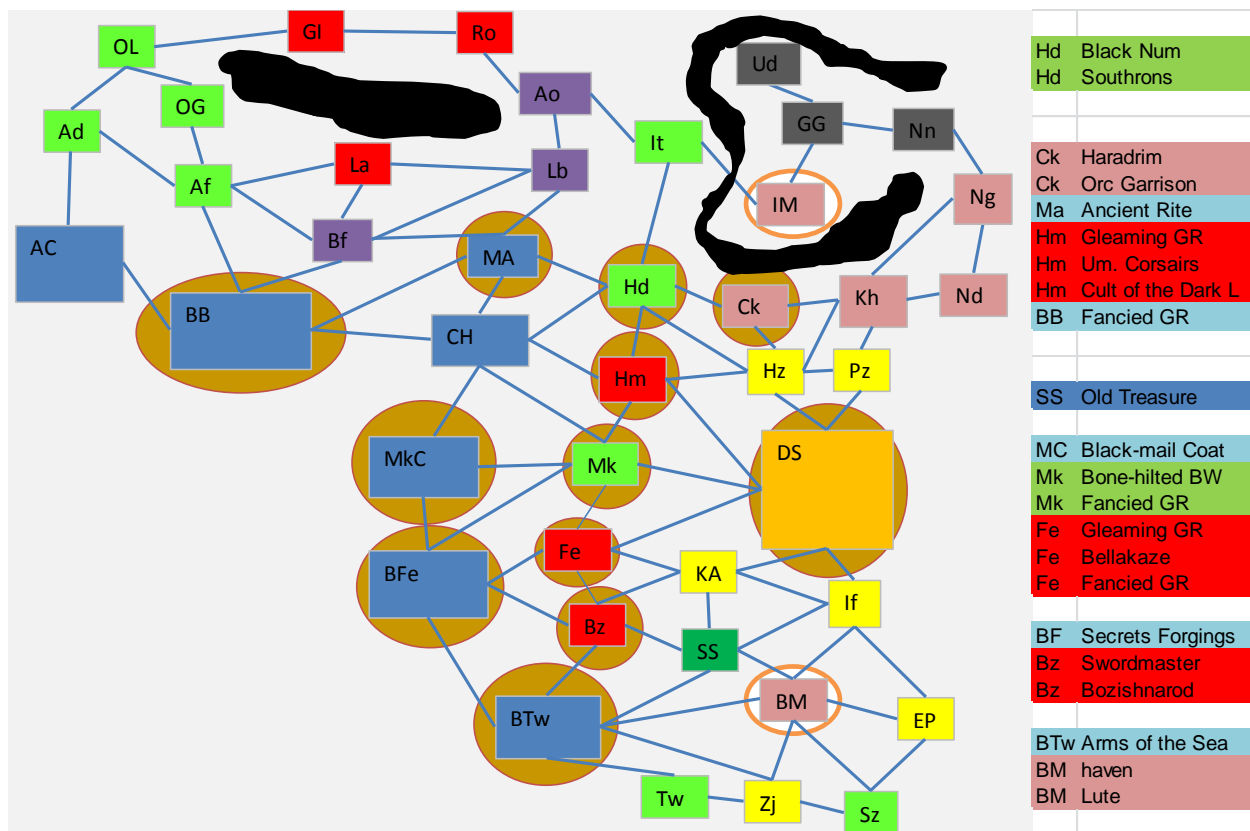 OL
GI
Ro
OG
Ad
Af
La
Bf
Ao
Lb
It
Ud
GG
Nn
IM
Ng
AC
BB
MA
CH
Hd
Ck
Kh
Nd
Hm
Hz
Pz
MkC
Mk
DS
BFe
Fe
KA
If
Bz
SS
BTw
BM
EP
Tw
Zj
Sz
Hd Black Num
Hd Southrons
Ck Haradrim
Ck Orc Garrison
Ma Ancient Rite
Hm Gleaming GR
Hm Um. Corsairs
Hm Cult of the Dark L
BB Fancied GR
SS Old Treasure
MC Black-mail Coat
Mk Bone-hilted BW
Mk Fancied GR
Fe Gleaming GR
Fe Bellakaze
Fe Fancied GR
BF Secrets Forgings
Bz Swordmaster
Bz Bozishnarod
BTw Arms of the Sea
BM haven
BM Lute